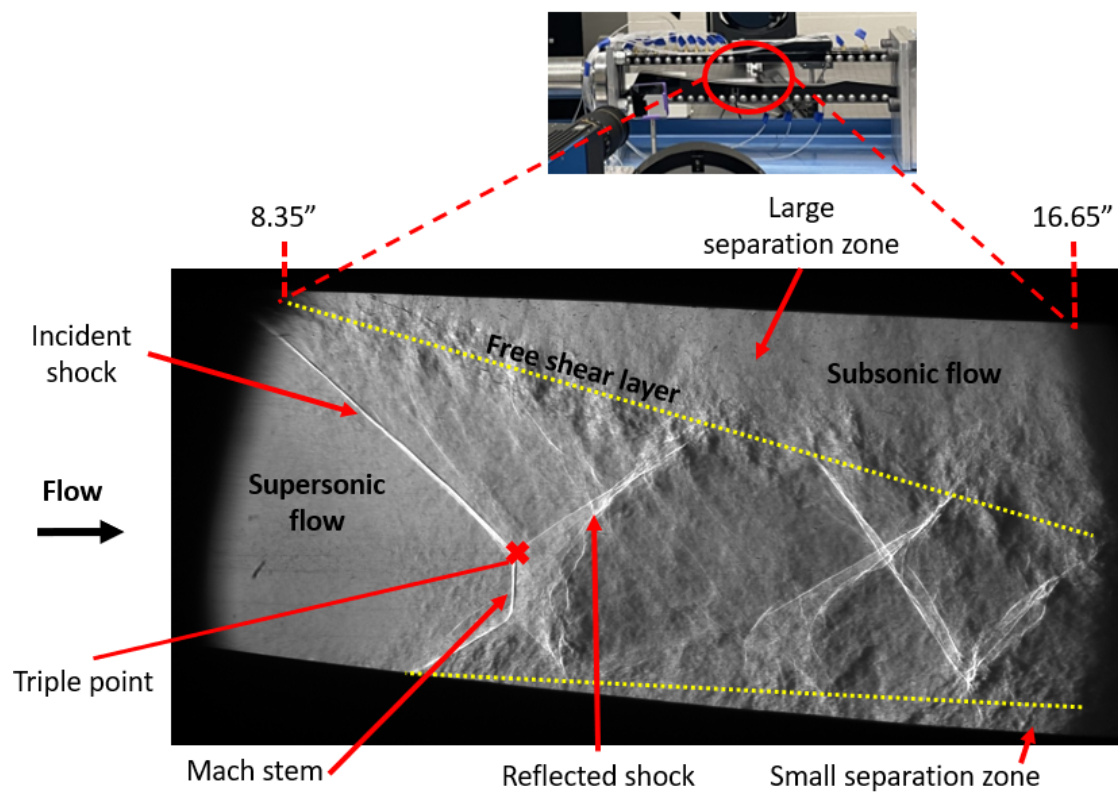 8.35”
Large
separation zone
16.65”
Incident
shock
Free shear layer
Subsonic flow
Supersonic
flow
Flow
Triple point
Mach stem
Reflected shock
Small separation zone